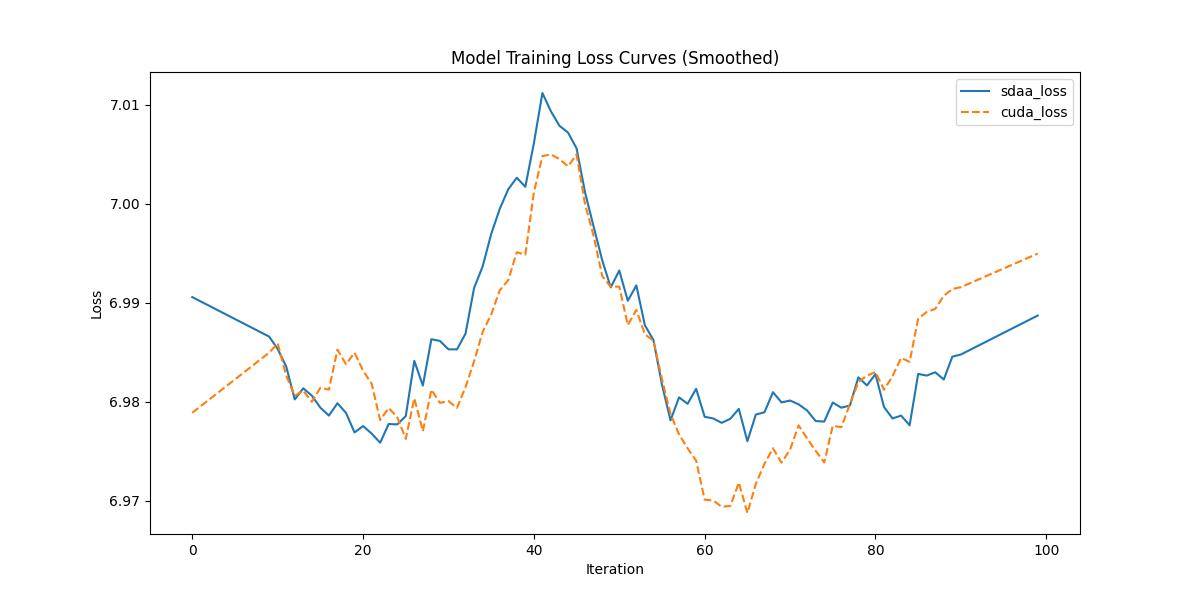 Model Training Loss Curves (Smoothed)
sdaa_loss
cuda_loss
Loss
7.01
7.00
6.99
6.98
6.97
0 20 40 60 80 100
Iteration